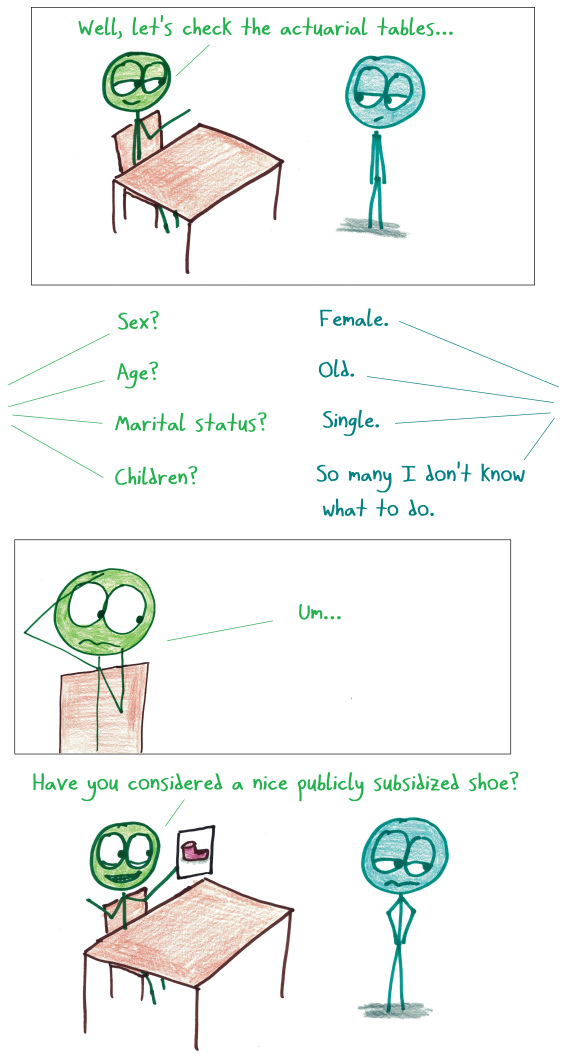 Well, let's check the actuarial tables...
Sex?
Female.
Age?
Old.
Marital status?
Single.
Children?
So many I don't know
what to do.
Um...
Have you considered a nice publicly subsidized shoe?